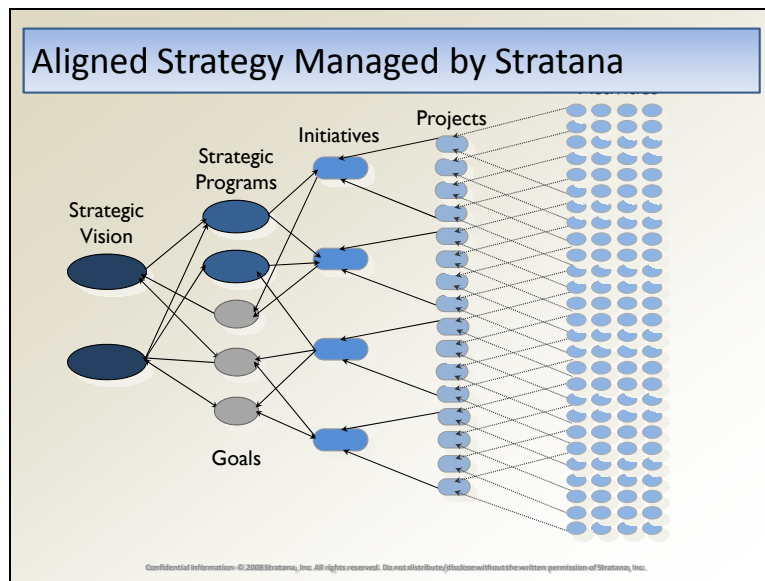 Aligned Strategy Managed by Stratana
Projects
Initiatives
Strategic
Programs
Strategic
Vision
Goals
Confidential Information- © 2008 Stratana, Inc. All rights reserved. Do not distribute/disclose without the written permission of Stratana, Inc.